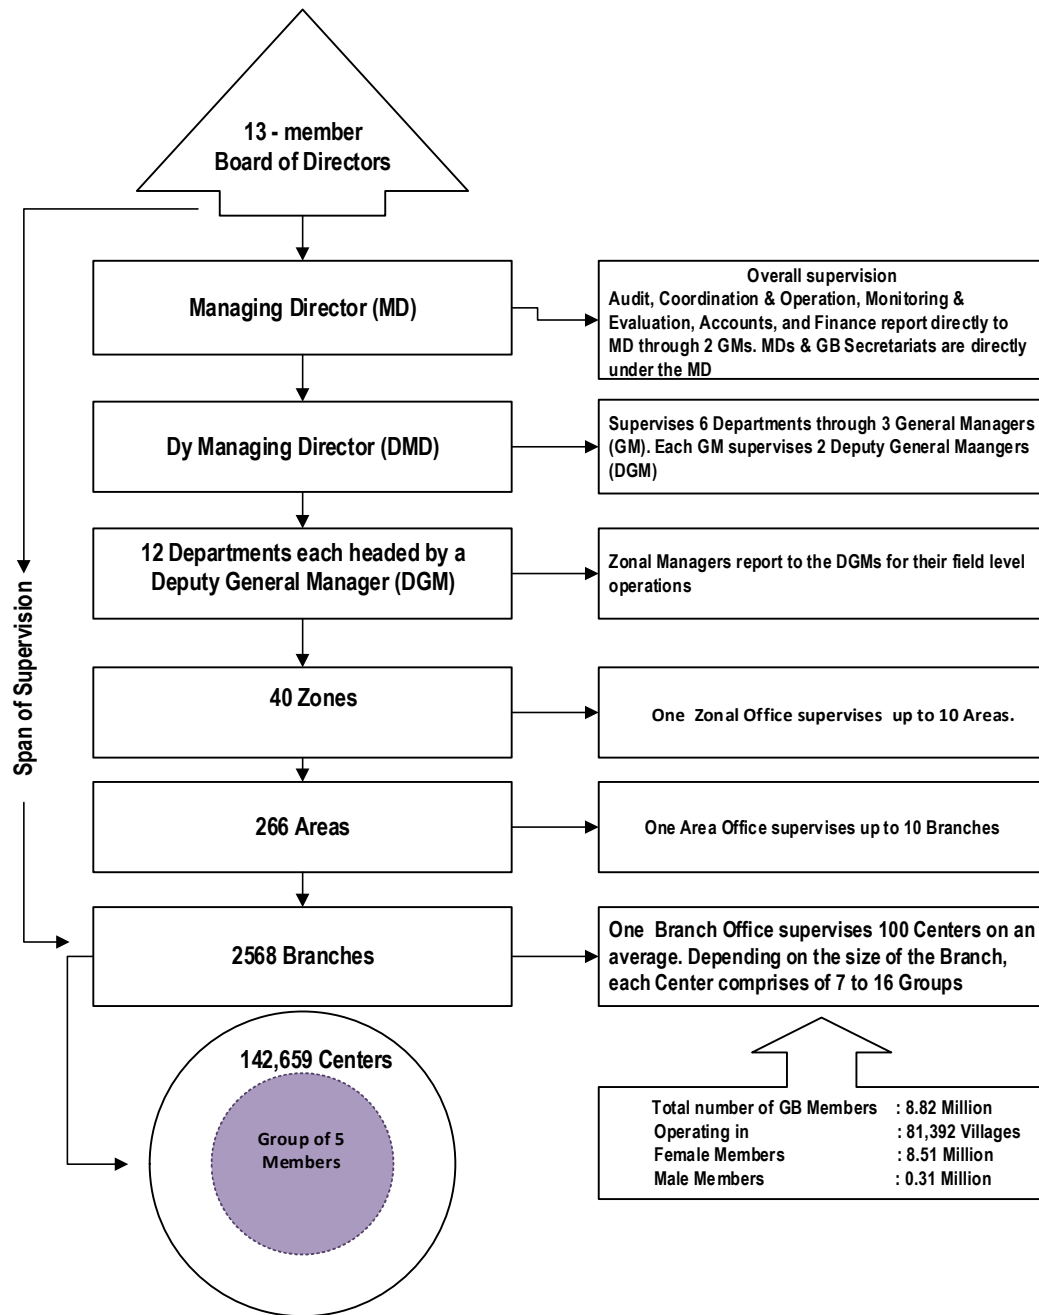 13 - member
Board of Directors
Managing Director (MD)
Overall supervision
Audit, Coordination & Operation, Monitoring &
Evaluation, Accounts, and Finance report directly to
MD through 2 GMs. MDs & GB Secretariats are directly
under the MD
Dy Managing Director (DMD)
Supervises 6 Departments through 3 General Managers
(GM). Each GM supervises 2 Deputy General Maangers
(DGM)
12 Departments each headed by a
Deputy General Manager (DGM)
Zonal Managers report to the DGMs for their field level
operations
Span of Supervision
40 Zones
One Zonal Office supervises up to 10 Areas.
266 Areas
One Area Office supervises up to 10 Branches
2568 Branches
One Branch Office supervises 100 Centers on an
average. Depending on the size of the Branch,
each Center comprises of 7 to 16 Groups
142,659 Centers
Group of 5
Members
Total number of GB Members : 8.82 Million
Operating in : 81,392 Villages
Female Members : 8.51 Million
Male Members : 0.31 Million